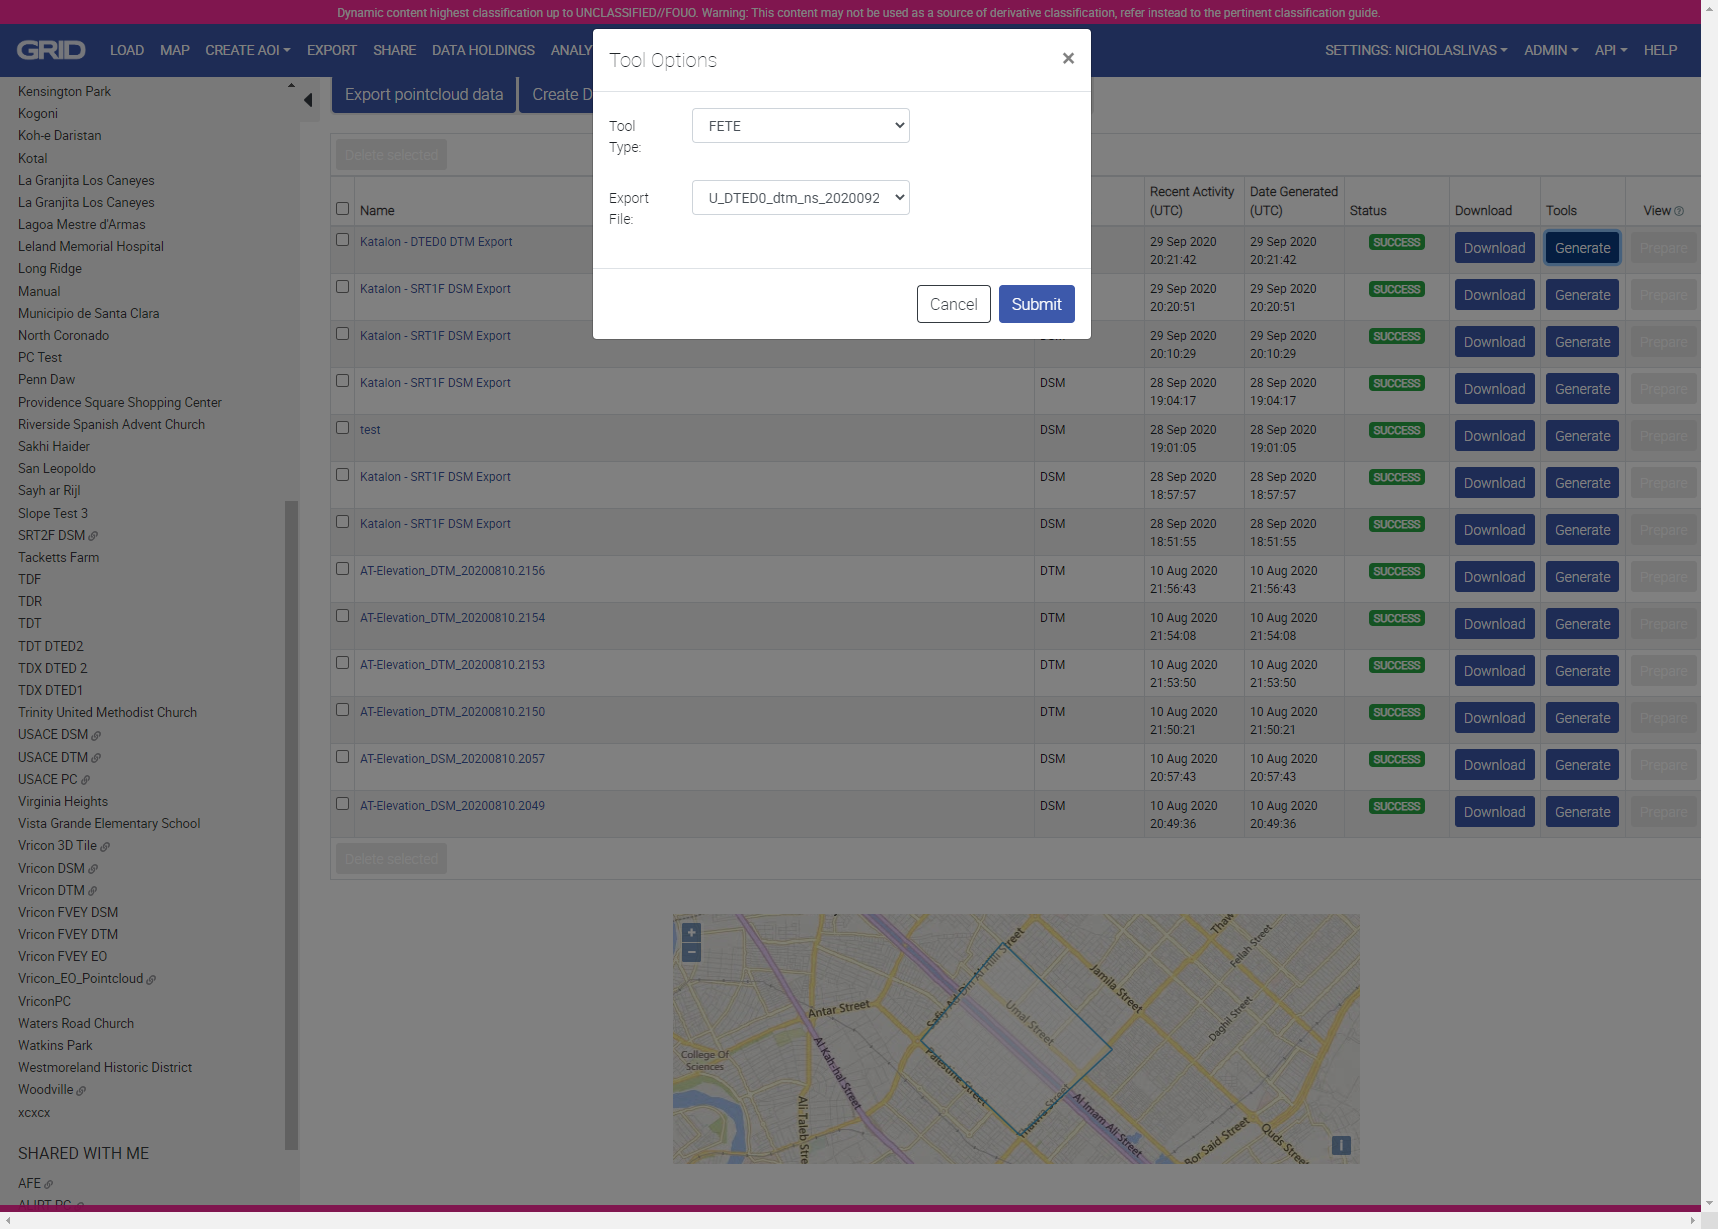 Dynamic content highest classification up to UNCLASSIFIED//FOUO. Warning: This content may not be used as a source of derivative classification, refer instead to the pertinent classification guide.
GRID LOAD MAP CREATE AOI EXPORT SHARE DATA HOLDINGS ANALY SETTINGS: NICHOLASLIVAS ADMIN API HELP
Tool Options ×
Tool Type: FETE
Export File: U_DTED0_dtm_ns_2020092
Cancel Submit
Kensington Park
Kogoni
Koh-e Daristan
Kotal
La Granjita Los Caneyes
La Granjita Los Caneyes
Lagoa Mestre d'Armas
Leland Memorial Hospital
Long Ridge
Manual
Municipio de Santa Clara
North Coronado
PC Test
Penn Daw
Providence Square Shopping Center
Riverside Spanish Advent Church
Sakhi Haider
San Leopoldo
Sayh ar Rijl
Slope Test 3
SRT2F DSM
Tacketts Farm
TDF
TDR
TDT
TDT DTED2
TDX DTED 2
TDX DTED1
Trinity United Methodist Church
USACE DSM
USACE DTM
USACE PC
Virginia Heights
Vista Grande Elementary School
Vricon 3D Tile
Vricon DSM
Vricon DTM
Vricon FVEY DSM
Vricon FVEY DTM
Vricon FVEY EO
Vricon_EO_Pointcloud
VriconPC
Waters Road Church
Watkins Park
Westmoreland Historic District
Woodville
xcxcx
SHARED WITH ME
AFE
Export pointcloud data Create D
Delete selected
Name Recent Activity (UTC) Date Generated (UTC) Status Download Tools View
Katalon - DTED0 DTM Export 29 Sep 2020 20:21:42 29 Sep 2020 20:21:42 SUCCESS Download Generate Prepare
Katalon - SRT1F DSM Export 29 Sep 2020 20:20:51 29 Sep 2020 20:20:51 SUCCESS Download Generate Prepare
Katalon - SRT1F DSM Export 29 Sep 2020 20:10:29 29 Sep 2020 20:10:29 SUCCESS Download Generate Prepare
Katalon - SRT1F DSM Export DSM 28 Sep 2020 19:04:17 28 Sep 2020 19:04:17 SUCCESS Download Generate Prepare
test DSM 28 Sep 2020 19:01:05 28 Sep 2020 19:01:05 SUCCESS Download Generate Prepare
Katalon - SRT1F DSM Export DSM 28 Sep 2020 18:57:57 28 Sep 2020 18:57:57 SUCCESS Download Generate Prepare
Katalon - SRT1F DSM Export DSM 28 Sep 2020 18:51:55 28 Sep 2020 18:51:55 SUCCESS Download Generate Prepare
AT-Elevation_DTM_20200810.2156 DTM 10 Aug 2020 21:56:43 10 Aug 2020 21:56:43 SUCCESS Download Generate Prepare
AT-Elevation_DTM_20200810.2154 DTM 10 Aug 2020 21:54:08 10 Aug 2020 21:54:08 SUCCESS Download Generate Prepare
AT-Elevation_DTM_20200810.2153 DTM 10 Aug 2020 21:53:50 10 Aug 2020 21:53:50 SUCCESS Download Generate Prepare
AT-Elevation_DTM_20200810.2150 DTM 10 Aug 2020 21:50:21 10 Aug 2020 21:50:21 SUCCESS Download Generate Prepare
AT-Elevation_DSM_20200810.2057 DSM 10 Aug 2020 20:57:43 10 Aug 2020 20:57:43 SUCCESS Download Generate Prepare
AT-Elevation_DSM_20200810.2049 DSM 10 Aug 2020 20:49:36 10 Aug 2020 20:49:36 SUCCESS Download Generate Prepare
Delete selected
+
−
Fellah Street
Jamila Street
Safiy Ad Din Al Hilli Street
Umal Street
Antar Street
Daghil Street
College Of Sciences
Al Kah-hal Street
Palestine Street
Thawra Street
Al Imam Ali Street
Ali Taleb Stre
Bor Said Street
Quds Street
i